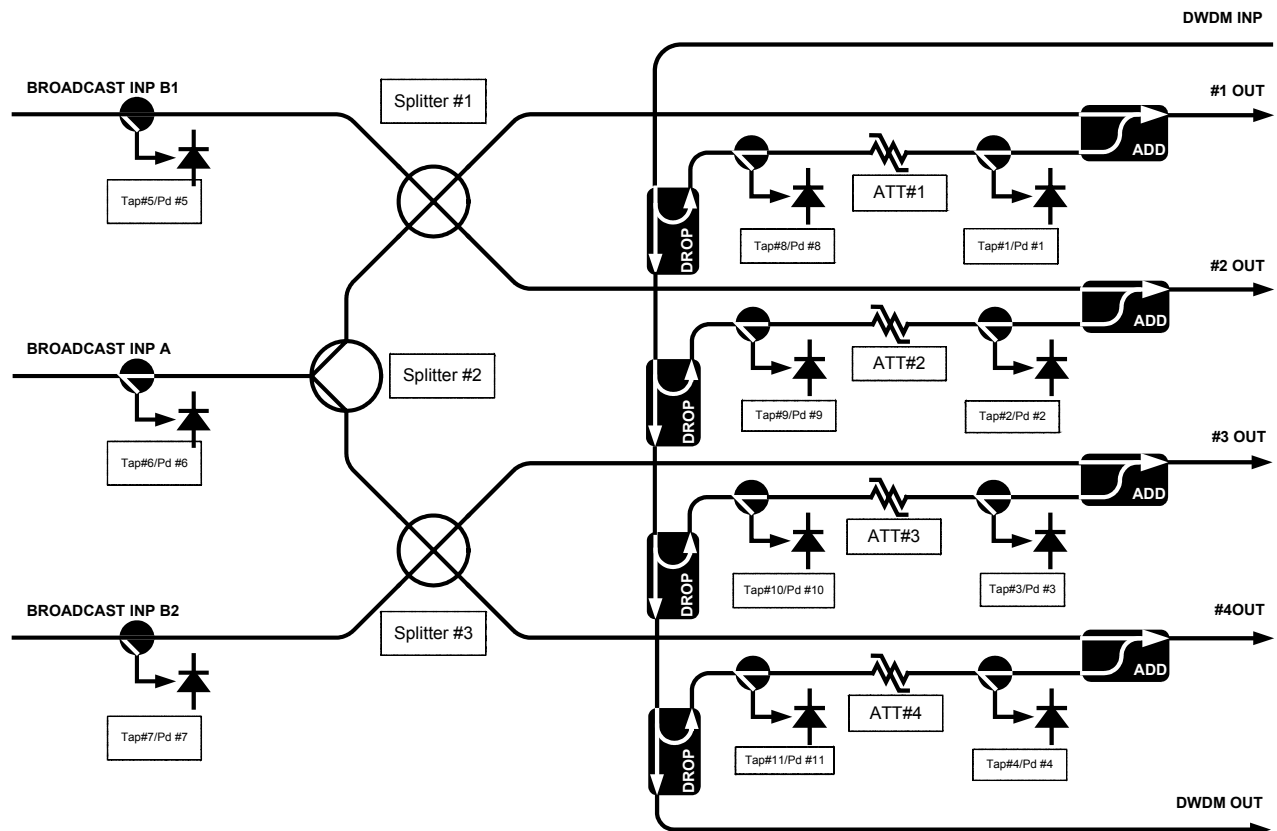 DWDM INP
BROADCAST INP B1
Splitter #1
#1 OUT
ADD
ATT#1
Tap#5/Pd #5
DROP
Tap#8/Pd #8
Tap#1/Pd #1
#2 OUT
ADD
BROADCAST INP A
Splitter #2
ATT#2
DROP
Tap#9/Pd #9
Tap#2/Pd #2
Tap#6/Pd #6
#3 OUT
ADD
ATT#3
DROP
Tap#10/Pd #10
Tap#3/Pd #3
BROADCAST INP B2
Splitter #3
#4OUT
ADD
ATT#4
Tap#7/Pd #7
DROP
Tap#11/Pd #11
Tap#4/Pd #4
DWDM OUT